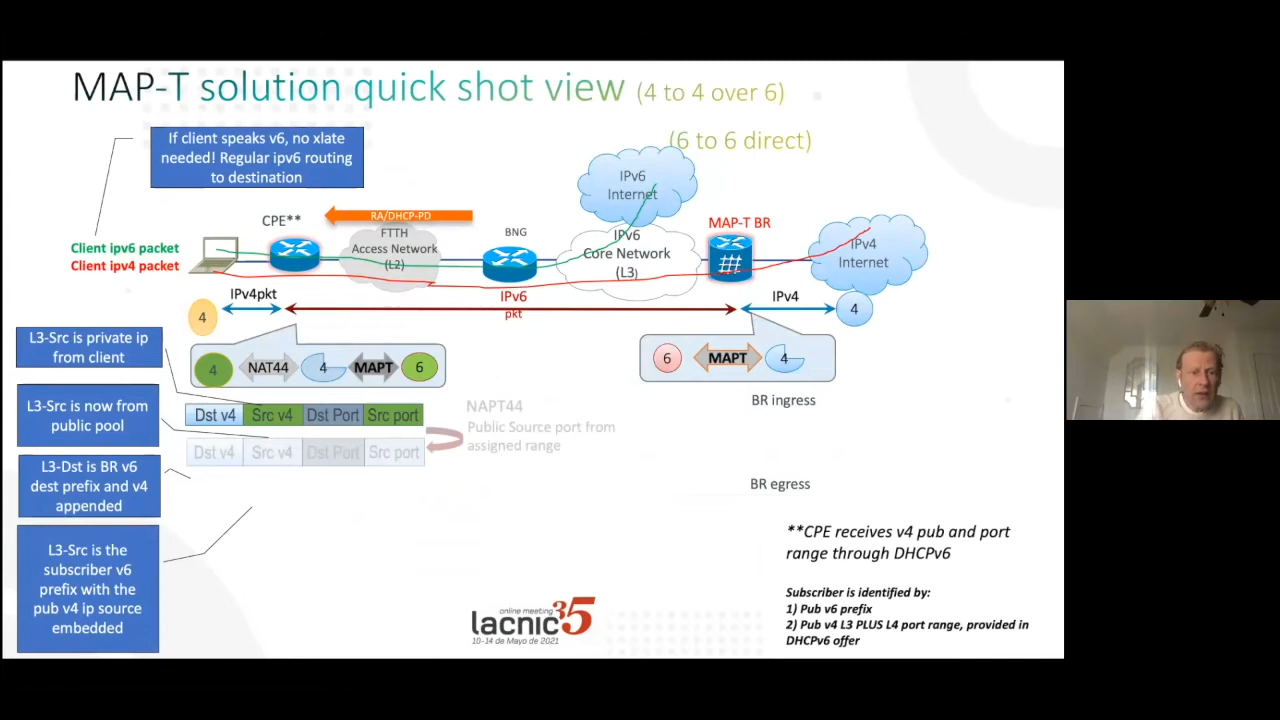 MAP-T solution quick shot view (4 to 4 over 6)
(6 to 6 direct)
If client speaks v6, no xlate
needed! Regular ipv6 routing
to destination
IPv6
Internet
CPE**
RA/DHCP-PD
FTTH
Access Network
(L2)
BNG
IPv6
Core Network
(L3)
MAP-T BR
IPv4
Internet
Client ipv6 packet
Client ipv4 packet
4
IPv4pkt
IPv6
pkt
IPv4
4
L3-Src is private ip
from client
4 NAT44 4 MAPT 6
6 MAPT 4
BR ingress
L3-Src is now from
public pool
Dst v4 Src v4 Dst Port Src port
Dst v4 Src v4 Dst Port Src port
NAPT44
Public Source port from
assigned range
L3-Dst is BR v6
dest prefix and v4
appended
BR egress
L3-Src is the
subscriber v6
prefix with the
pub v4 ip source
embedded
**CPE receives v4 pub and port
range through DHCPv6
Subscriber is identified by:
1) Pub v6 prefix
2) Pub v4 L3 PLUS L4 port range, provided in
DHCPv6 offer
online meeting
lacnic35
10-14 de Mayo de 2021